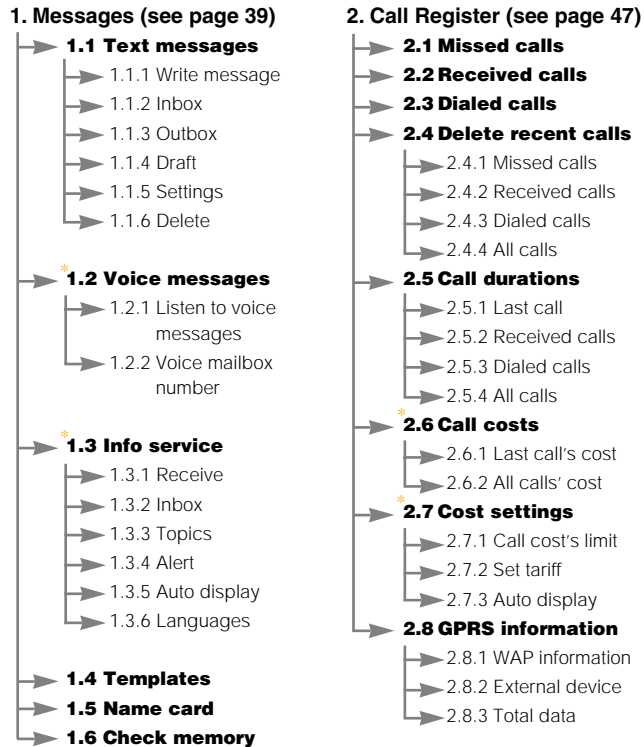 1. Messages (see page 39)
1.1 Text messages
1.1.1 Write message
1.1.2 Inbox
1.1.3 Outbox
1.1.4 Draft
1.1.5 Settings
1.1.6 Delete
*1.2 Voice messages
1.2.1 Listen to voice
messages
1.2.2 Voice mailbox
number
*1.3 Info service
1.3.1 Receive
1.3.2 Inbox
1.3.3 Topics
1.3.4 Alert
1.3.5 Auto display
1.3.6 Languages
1.4 Templates
1.5 Name card
1.6 Check memory
2. Call Register (see page 47)
2.1 Missed calls
2.2 Received calls
2.3 Dialed calls
2.4 Delete recent calls
2.4.1 Missed calls
2.4.2 Received calls
2.4.3 Dialed calls
2.4.4 All calls
2.5 Call durations
2.5.1 Last call
2.5.2 Received calls
2.5.3 Dialed calls
2.5.4 All calls
*2.6 Call costs
2.6.1 Last call's cost
2.6.2 All calls' cost
*2.7 Cost settings
2.7.1 Call cost's limit
2.7.2 Set tariff
2.7.3 Auto display
2.8 GPRS information
2.8.1 WAP information
2.8.2 External device
2.8.3 Total data